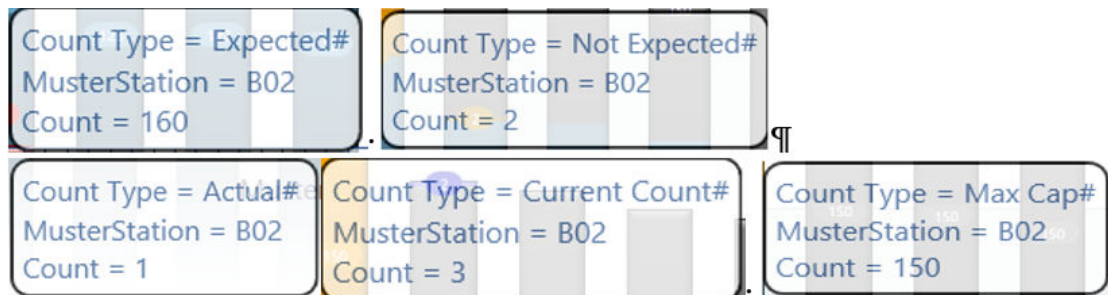 Count Type = Expected#
MusterStation = B02
Count = 160
.
Count Type = Not Expected#
MusterStation = B02
Count = 2
¶
Count Type = Actual#
MusterStation = B02
Count = 1
Count Type = Current Count#
MusterStation = B02
Count = 3
.
Count Type = Max Cap#
MusterStation = B02
Count = 150
150
150